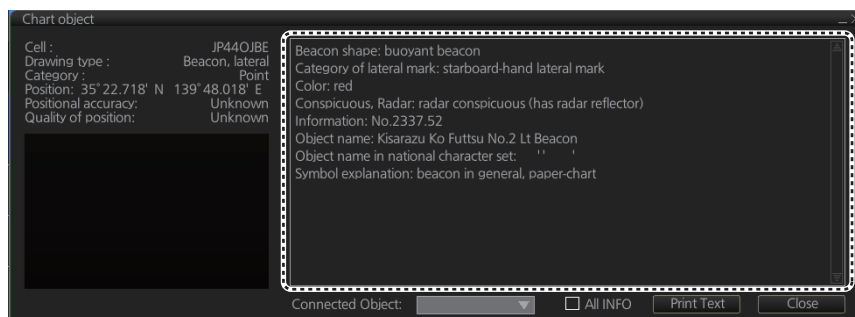 Chart object
Cell : JP44OJBE
Drawing type : Beacon, lateral
Category : Point
Position: 35°22.718' N 139°48.018' E
Positional accuracy: Unknown
Quality of position: Unknown
Beacon shape: buoyant beacon
Category of lateral mark: starboard-hand lateral mark
Color: red
Conspicuous, Radar: radar conspicuous (has radar reflector)
Information: No.2337.52
Object name: Kisarazu Ko Futtsu No.2 Lt Beacon
Object name in national character set: ' ' '
Symbol explanation: beacon in general, paper-chart
Connected Object:
All INFO
Print Text
Close